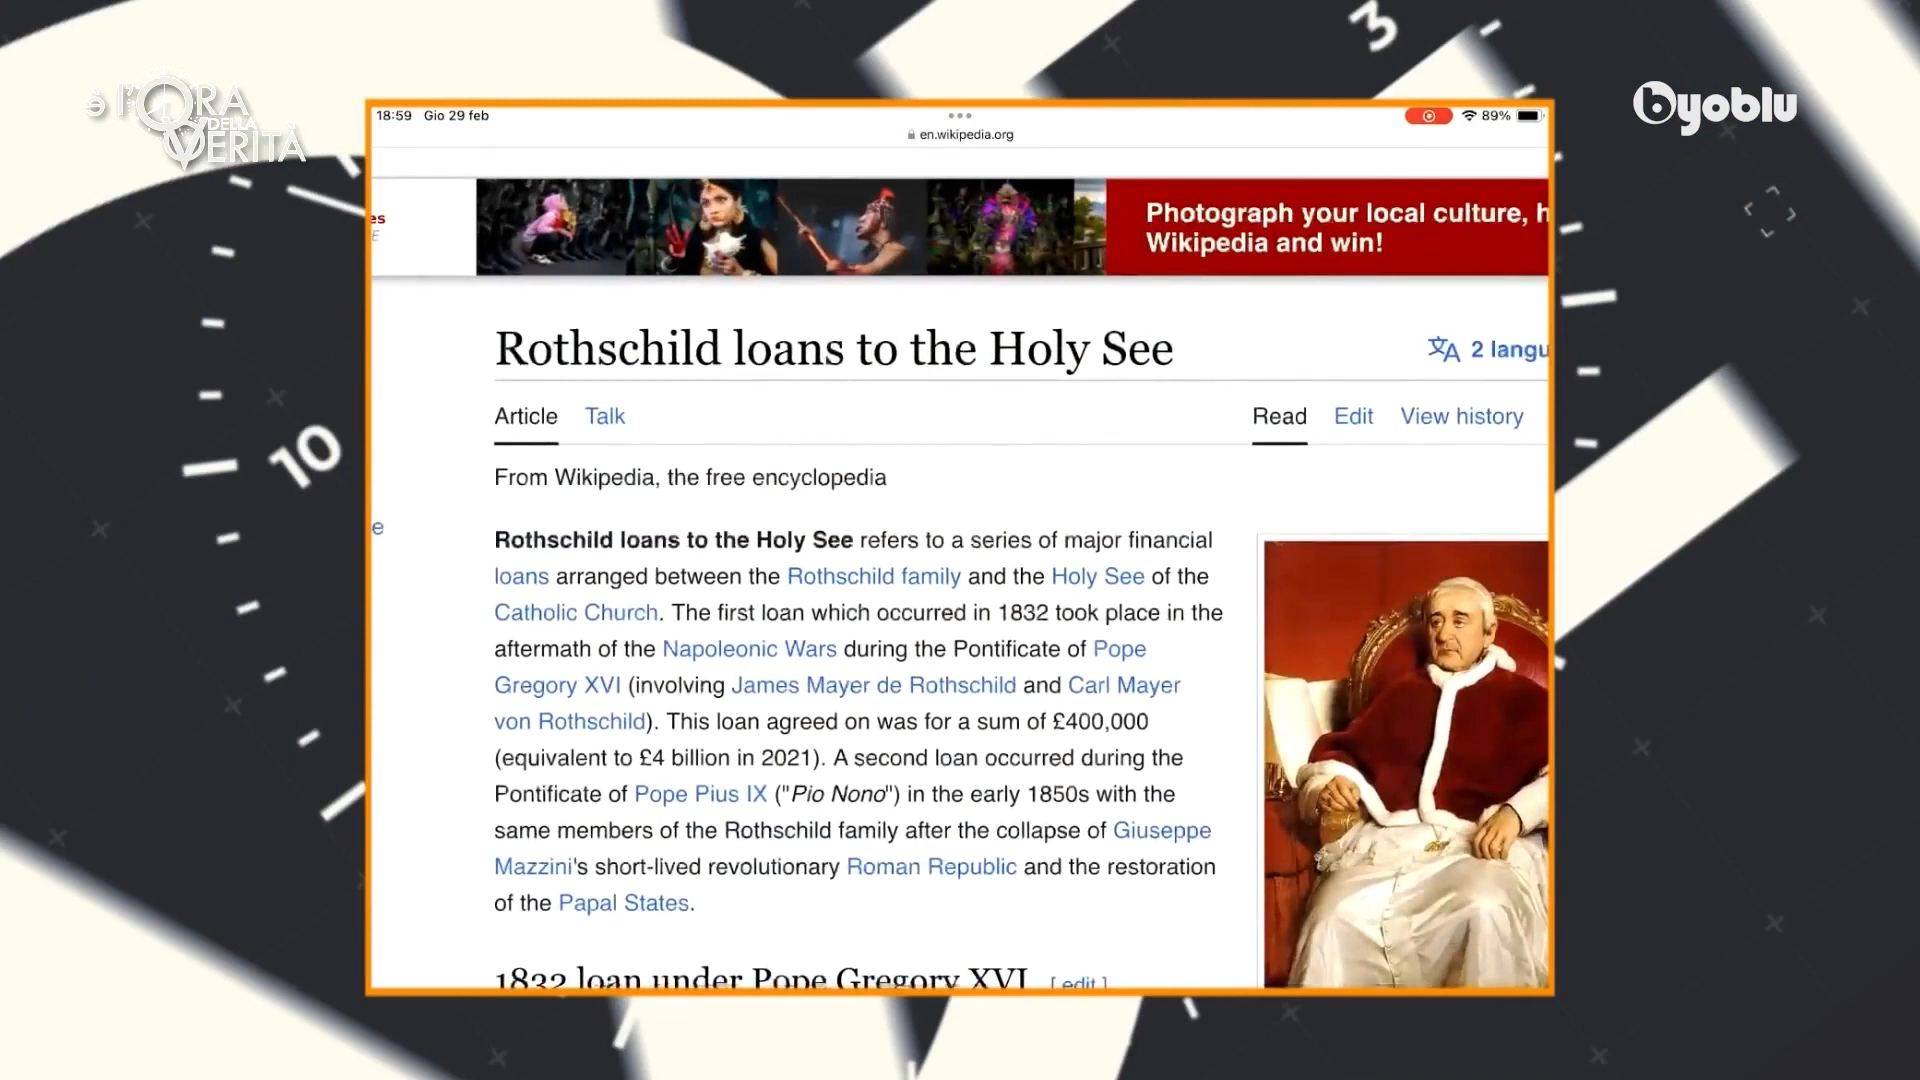 è l'ORA
DELLA
VERITÀ
byoblu
3
10
18:59 Gio 29 feb
89%
en.wikipedia.org
es
E
Photograph your local culture, h
Wikipedia and win!
Rothschild loans to the Holy See
2 langu
Article Talk
Read Edit View history
From Wikipedia, the free encyclopedia
e
Rothschild loans to the Holy See refers to a series of major financial
loans arranged between the Rothschild family and the Holy See of the
Catholic Church. The first loan which occurred in 1832 took place in the
aftermath of the Napoleonic Wars during the Pontificate of Pope
Gregory XVI (involving James Mayer de Rothschild and Carl Mayer
von Rothschild). This loan agreed on was for a sum of £400,000
(equivalent to £4 billion in 2021). A second loan occurred during the
Pontificate of Pope Pius IX ("Pio Nono") in the early 1850s with the
same members of the Rothschild family after the collapse of Giuseppe
Mazzini's short-lived revolutionary Roman Republic and the restoration
of the Papal States.
1832 loan under Pope Gregory XVI [ edit ]